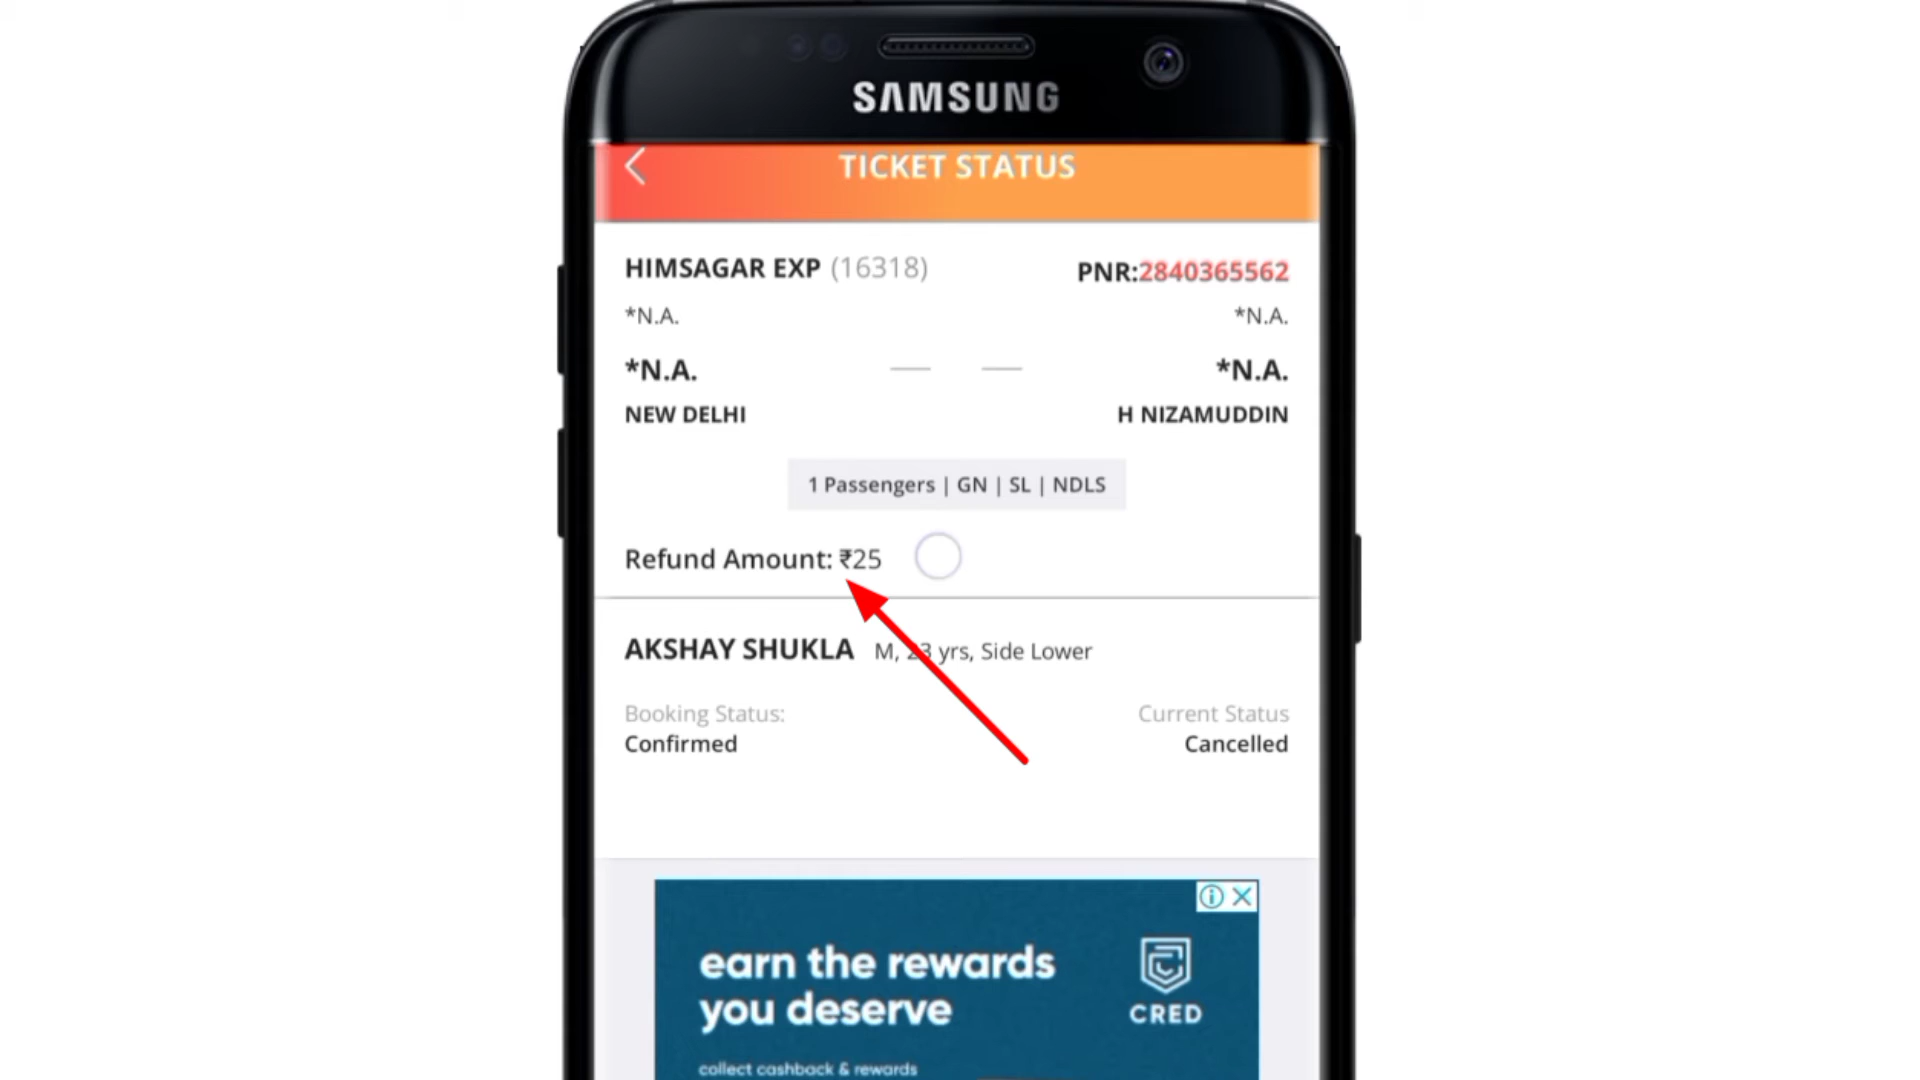 SAMSUNG
TICKET STATUS
HIMSAGAR EXP (16318)
PNR:2840365562
*N.A.
*N.A.
*N.A.
*N.A.
NEW DELHI
H NIZAMUDDIN
1 Passengers | GN | SL | NDLS
Refund Amount: ₹25
AKSHAY SHUKLA M, 23 yrs, Side Lower
Booking Status:
Current Status
Confirmed
Cancelled
earn the rewards
you deserve
CRED
collect cashback & rewards